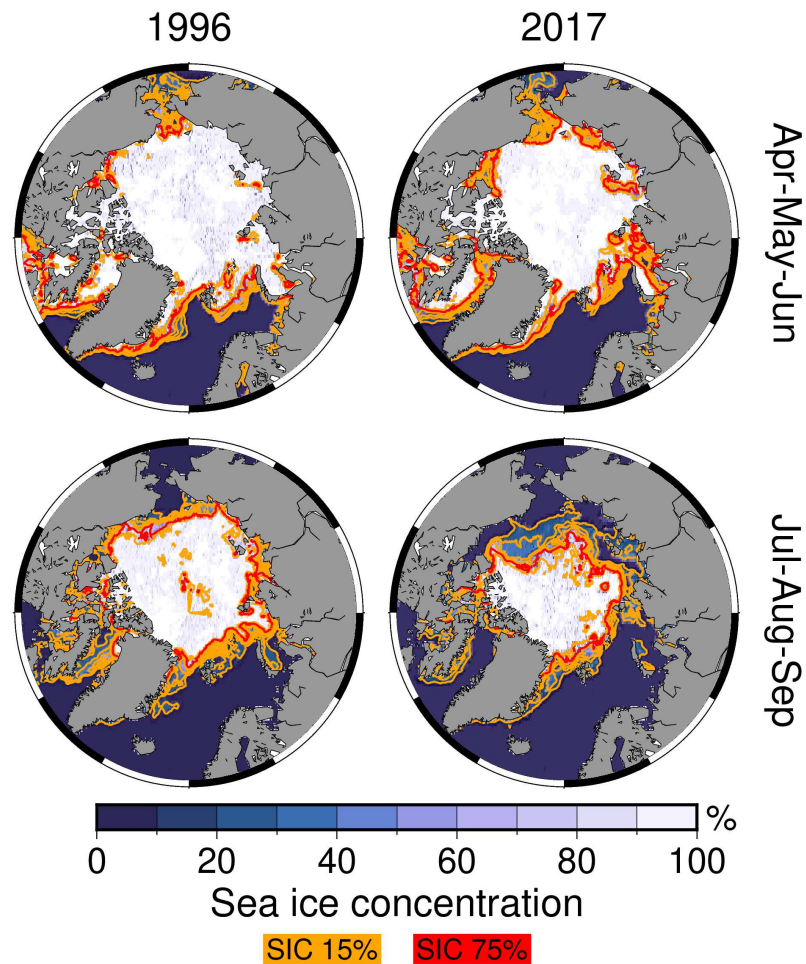 1996 2017
Apr-May-Jun
Jul-Aug-Sep
%
0 20 40 60 80 100
Sea ice concentration
SIC 15% SIC 75%